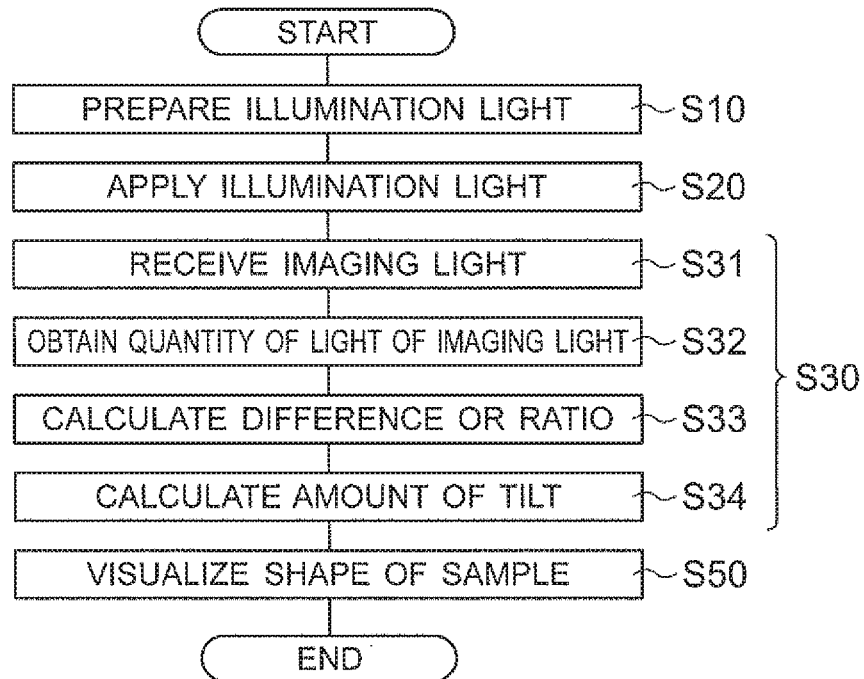 START
PREPARE ILLUMINATION LIGHT S10
APPLY ILLUMINATION LIGHT S20
RECEIVE IMAGING LIGHT S31
OBTAIN QUANTITY OF LIGHT OF IMAGING LIGHT S32
S30
CALCULATE DIFFERENCE OR RATIO S33
CALCULATE AMOUNT OF TILT S34
VISUALIZE SHAPE OF SAMPLE S50
END